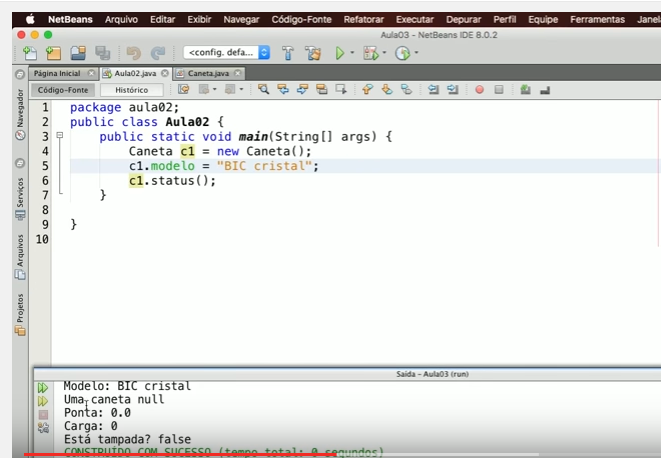 NetBeans Arquivo Editar Exibir Navegar Código-Fonte Refatorar Executar Depurar Perfil Equipe Ferramentas Janel
Aula03 - NetBeans IDE 8.0.2
<config. defa...
Página Inicial Aula02.java Caneta.java
Código-Fonte Histórico
Navegador
Serviços
Arquivos
Projetos
1 package aula02;
2 public class Aula02 {
3 public static void main(String[] args) {
4 Caneta c1 = new Caneta();
5 c1.modelo = "BIC cristal";
6 c1.status();
7 }
8
9 }
10
Saída - Aula03 (run)
Modelo: BIC cristal
Uma caneta null
Ponta: 0.0
Carga: 0
Está tampada? false
CONSTRUÍDO COM SUCESSO (tempo total: 0 segundos)